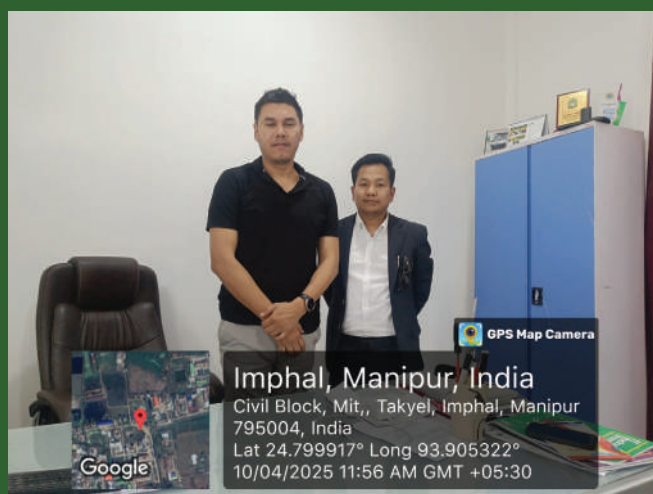 GPS Map Camera
Imphal, Manipur, India
Civil Block, Mit,, Takyel, Imphal, Manipur
795004, India
Lat 24.799917° Long 93.905322°
10/04/2025 11:56 AM GMT +05:30
Google